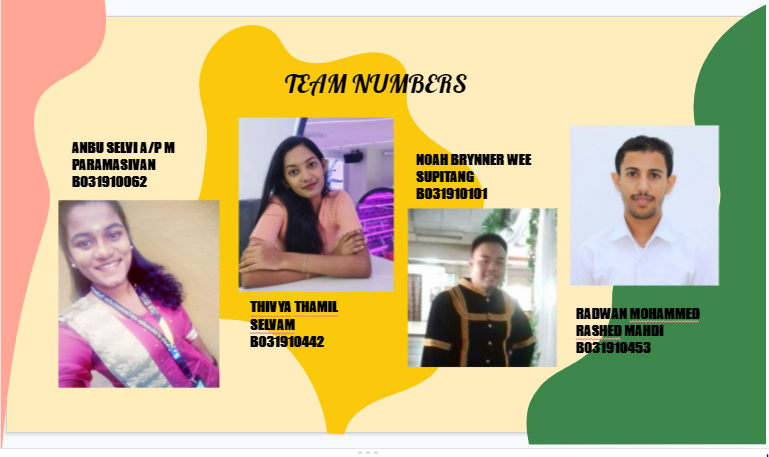 TEAM NUMBERS
ANBU SELVI A/P M
PARAMASIVAN
B031910062
THIVYA THAMIL
SELVAM
B031910442
NOAH BRYNNER WEE
SUPITANG
B031910101
RADWAN MOHAMMED
RASHED MAHDI
B031910453